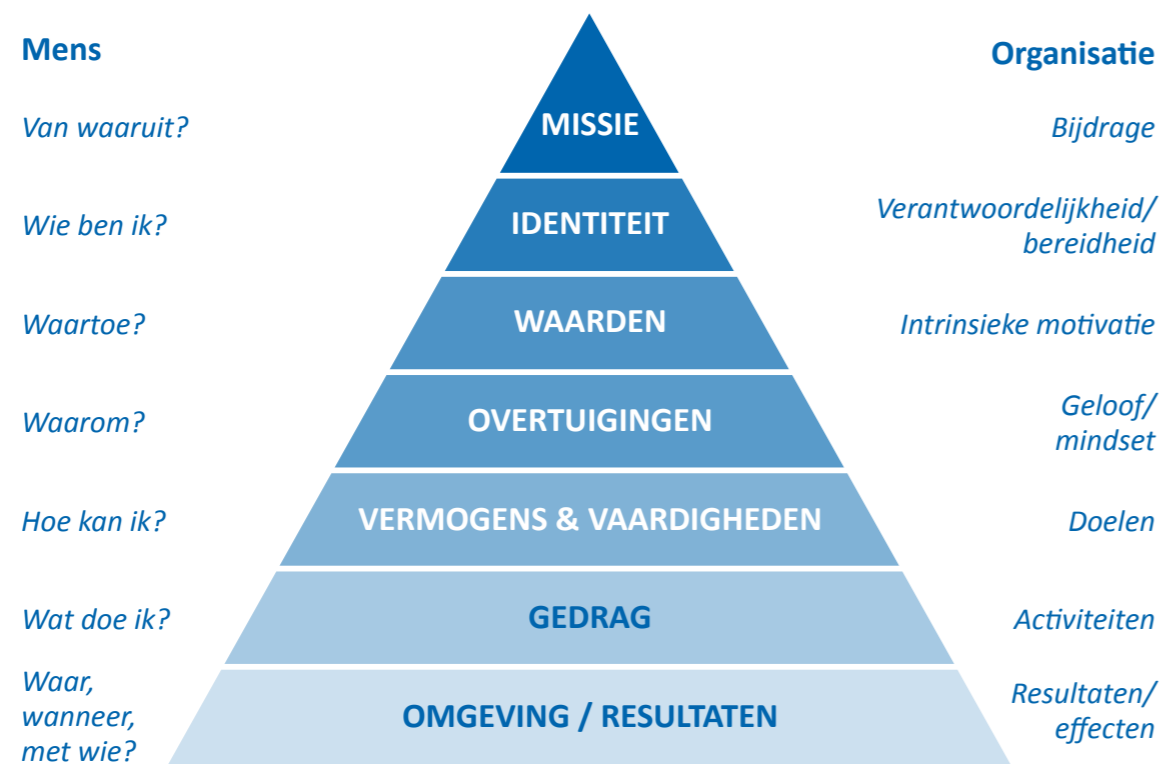 Mens
Organisatie
Van waaruit?
MISSIE
Bijdrage
Wie ben ik?
IDENTITEIT
Verantwoordelijkheid/
bereidheid
Waartoe?
WAARDEN
Intrinsieke motivatie
Waarom?
OVERTUIGINGEN
Geloof/
mindset
Hoe kan ik?
VERMOGENS & VAARDIGHEDEN
Doelen
Wat doe ik?
GEDRAG
Activiteiten
Waar,
wanneer,
met wie?
OMGEVING / RESULTATEN
Resultaten/
effecten